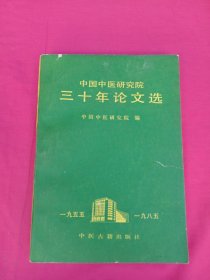 中国中医研究院
三十年论文选
中国中医研究院 编
一九五五
一九八五
中医古籍出版社